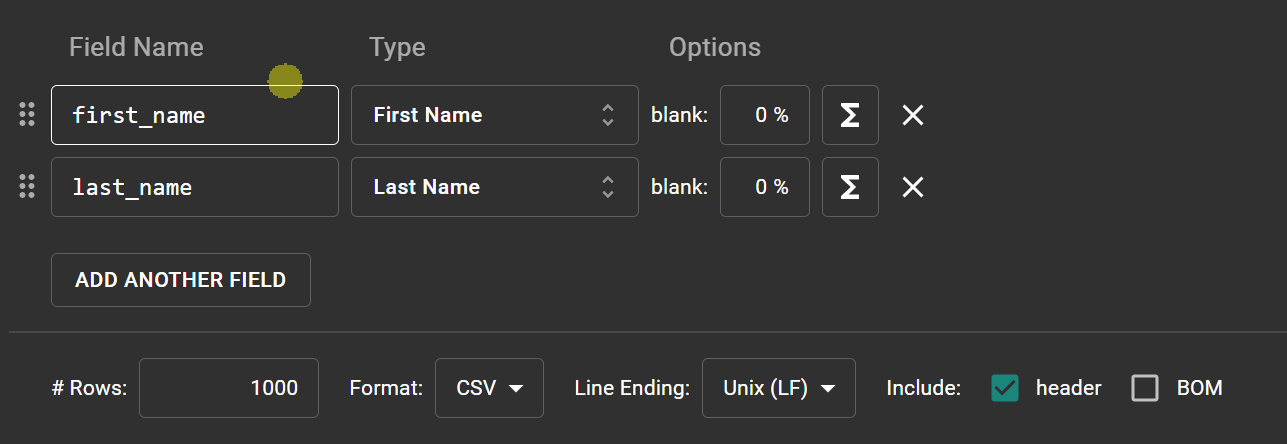 Field Name Type Options
first_name First Name blank: 0 % Σ
last_name Last Name blank: 0 % Σ
ADD ANOTHER FIELD
# Rows: 1000 Format: CSV Line Ending: Unix (LF) Include: header BOM